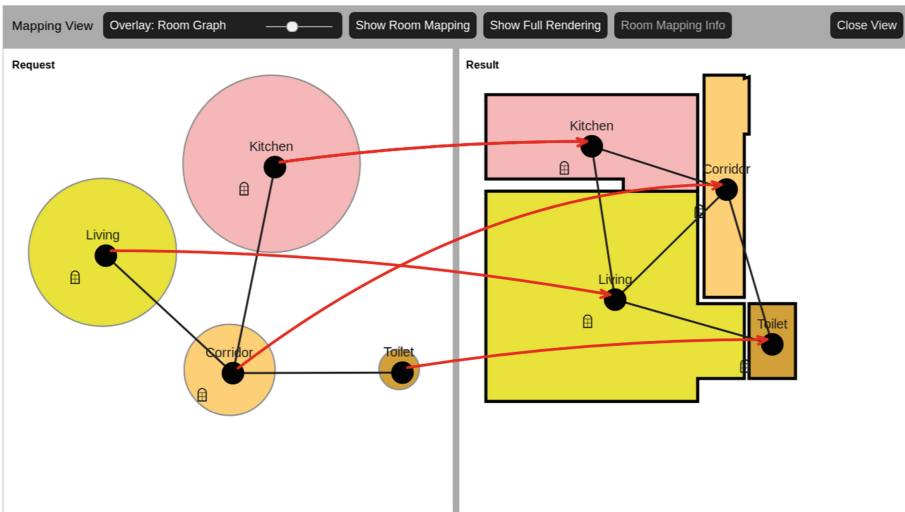 Mapping View Overlay: Room Graph Show Room Mapping Show Full Rendering Room Mapping Info Close View
Request
Kitchen
Living
Corridor
Toilet
Result
Kitchen
Corridor
Living
Toilet